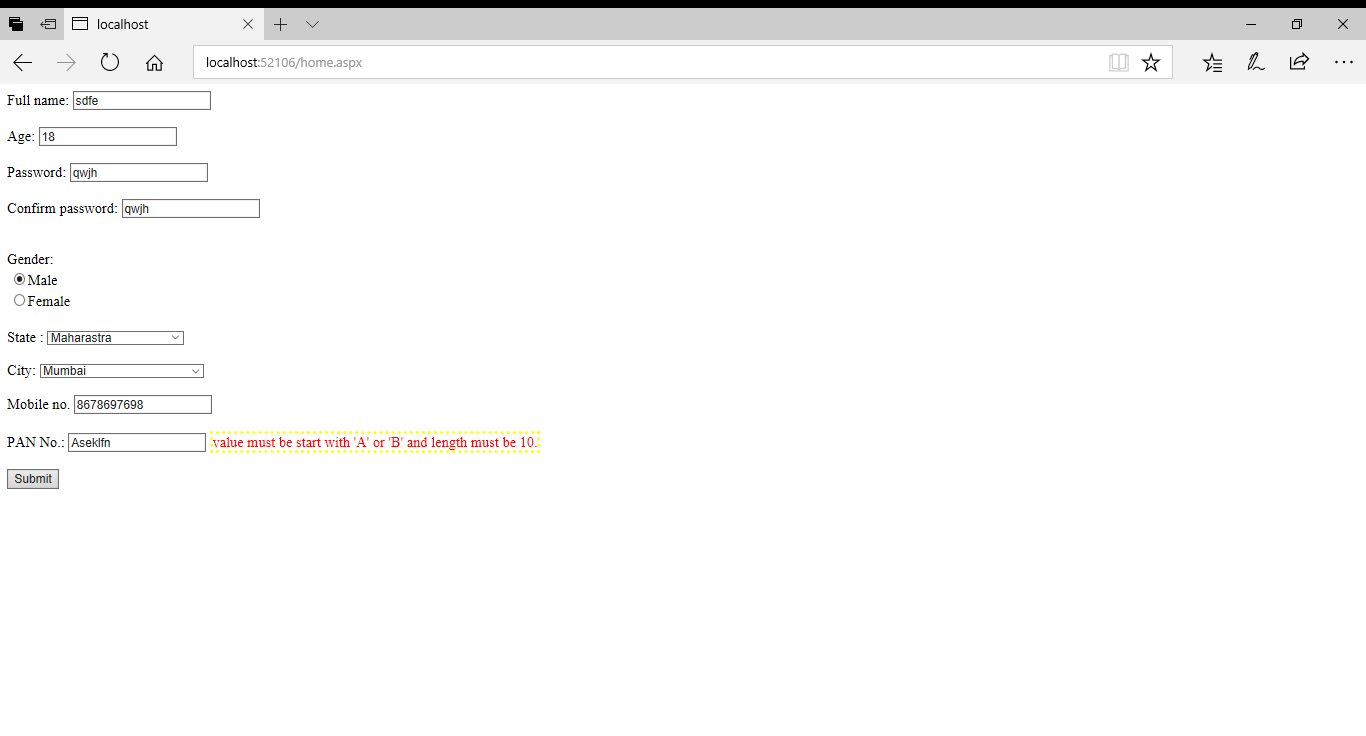 localhost
localhost:52106/home.aspx
Full name: sdfe
Age: 18
Password: qwjh
Confirm password: qwjh
Gender:
Male
Female
State : Maharastra
City: Mumbai
Mobile no. 8678697698
PAN No.: Aseklfn value must be start with 'A' or 'B' and length must be 10.
Submit